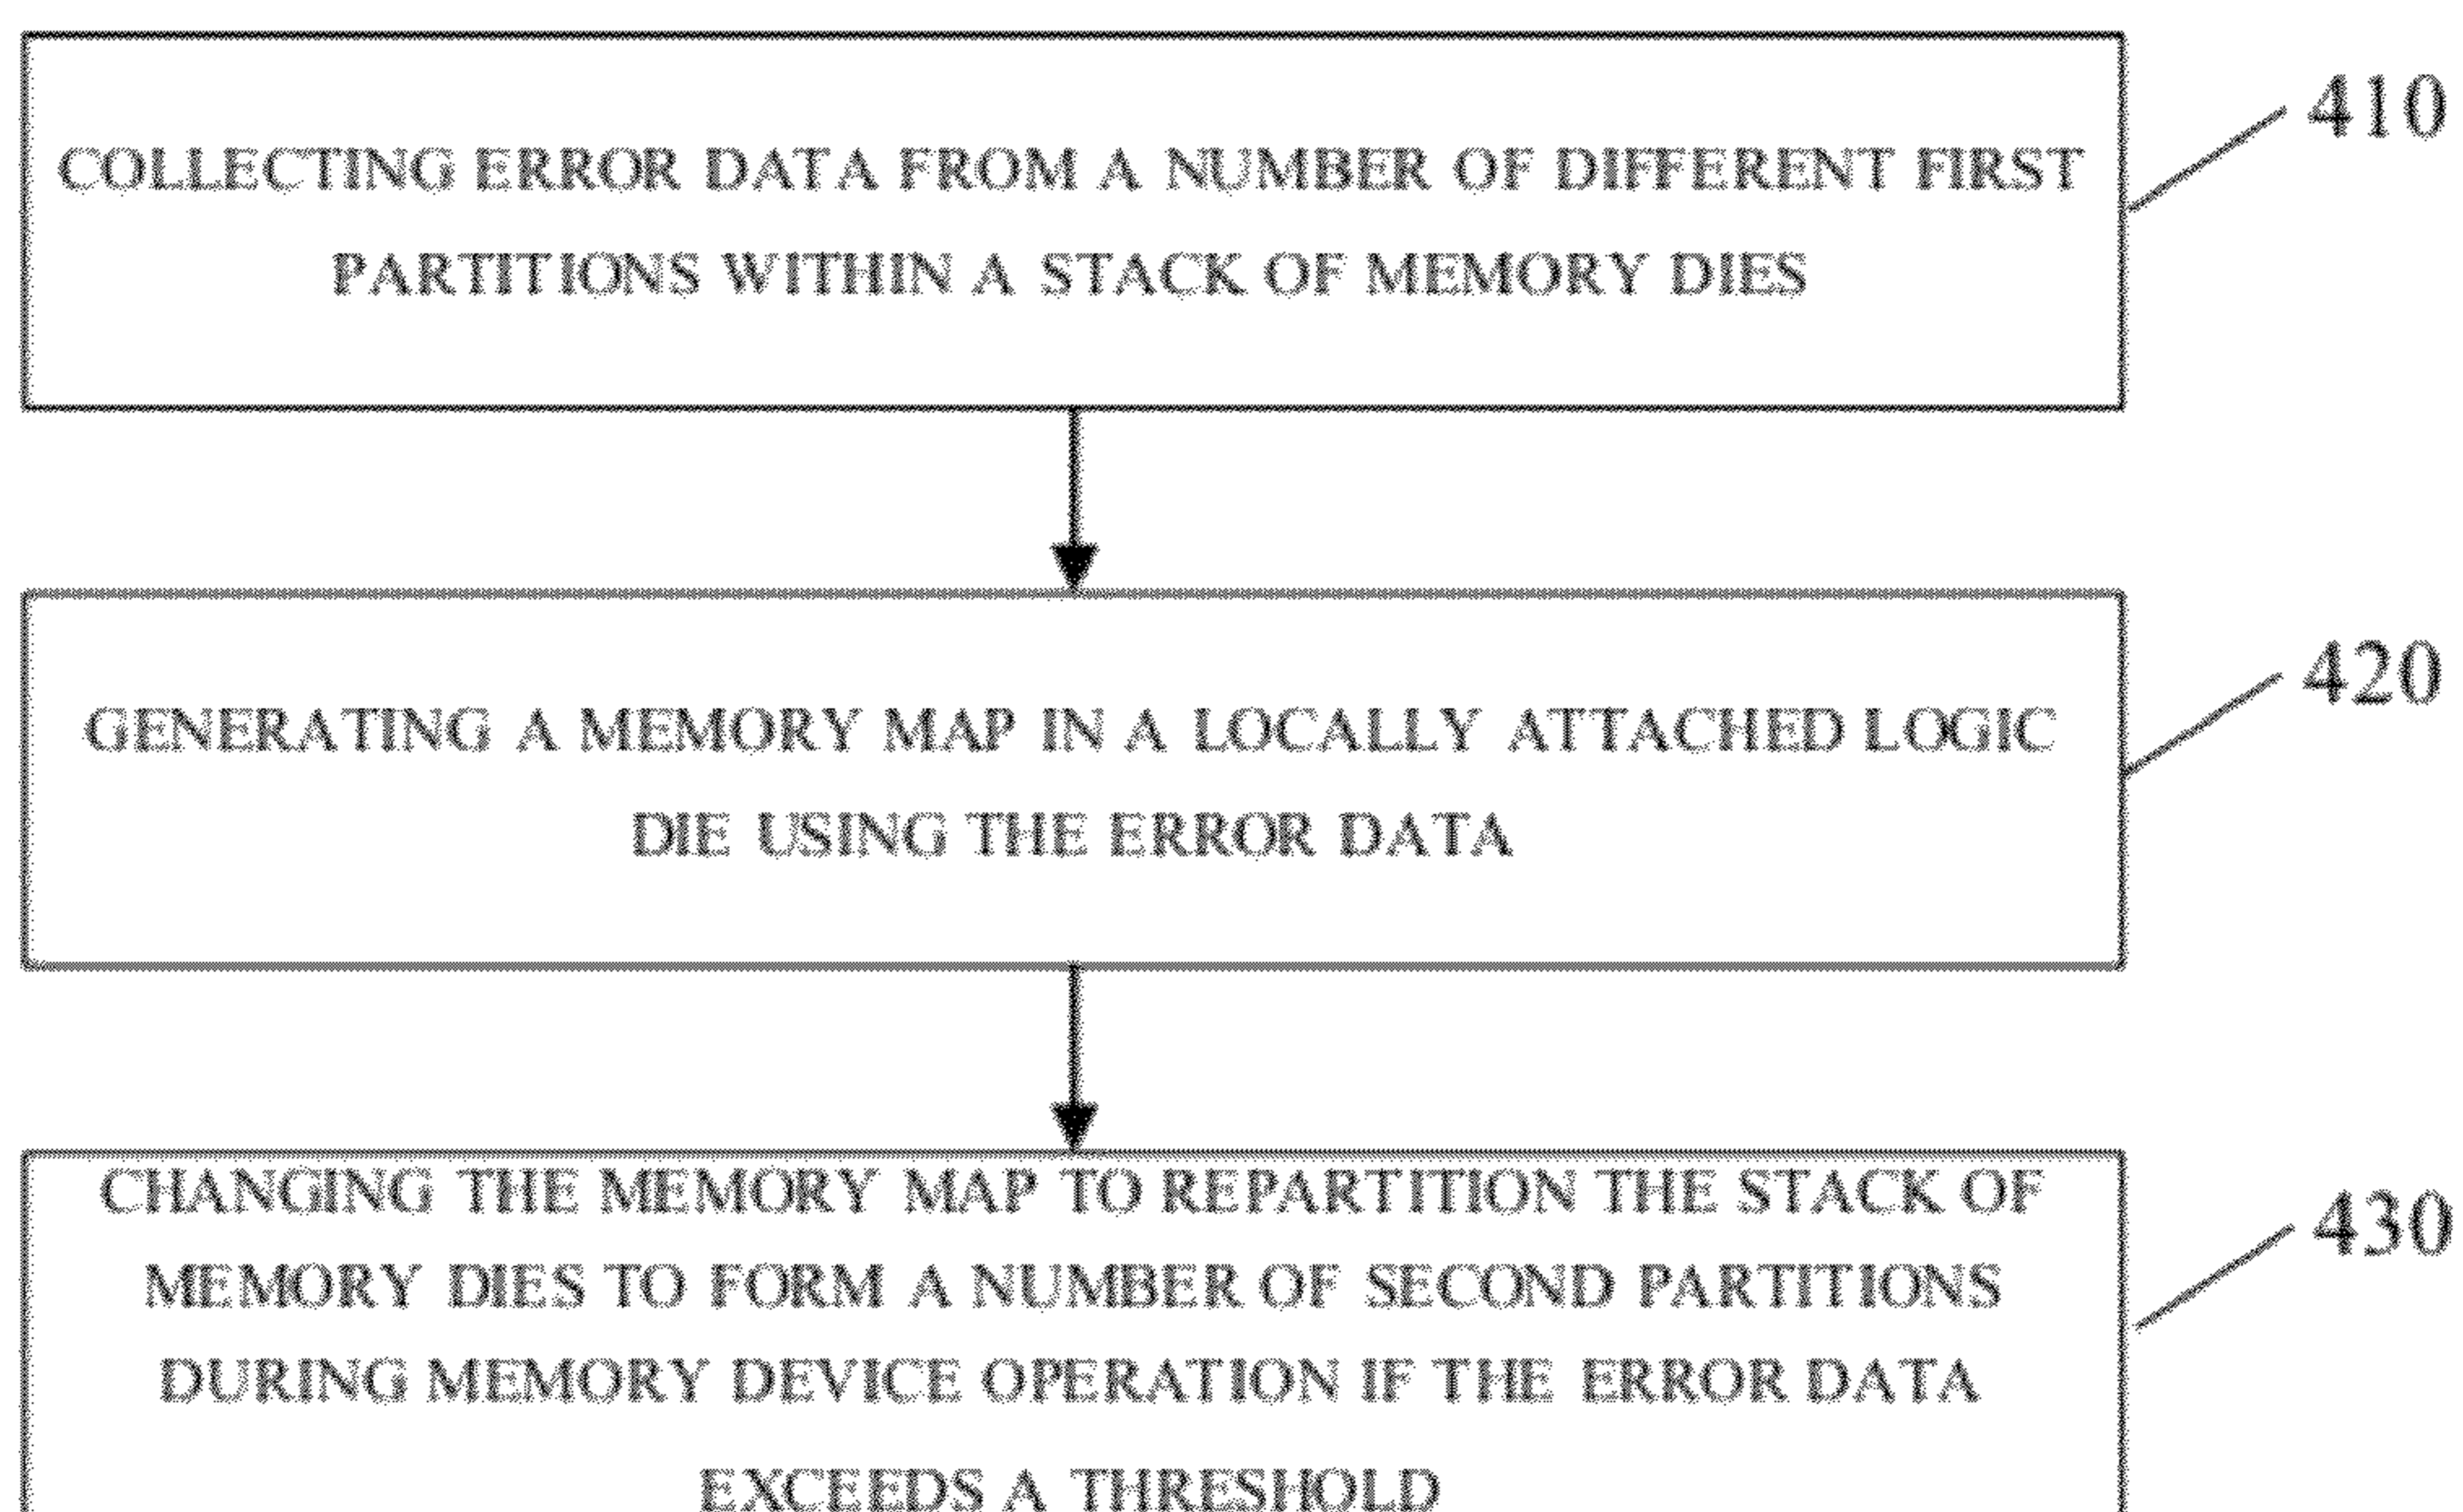 COLLECTING ERROR DATA FROM A NUMBER OF DIFFERENT FIRST
PARTITIONS WITHIN A STACK OF MEMORY DIES
410
GENERATING A MEMORY MAP IN A LOCALLY ATTACHED LOGIC
DIE USING THE ERROR DATA
420
CHANGING THE MEMORY MAP TO REPARTITION THE STACK OF
MEMORY DIES TO FORM A NUMBER OF SECOND PARTITIONS
DURING MEMORY DEVICE OPERATION IF THE ERROR DATA
EXCEEDS A THRESHOLD
430